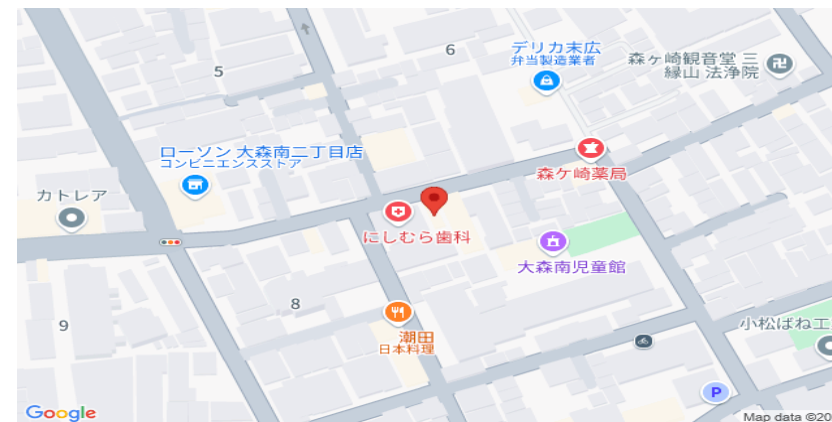 6
デリカ末広
弁当製造業者
森ヶ崎観音堂 三
縁山 法浄院
5
ローソン 大森南二丁目店
コンビニエンスストア
森ケ崎薬局
カトレア
にしむら歯科
大森南児童館
8
9
潮田
日本料理
小松ばね工
P
Google
Map data ©20